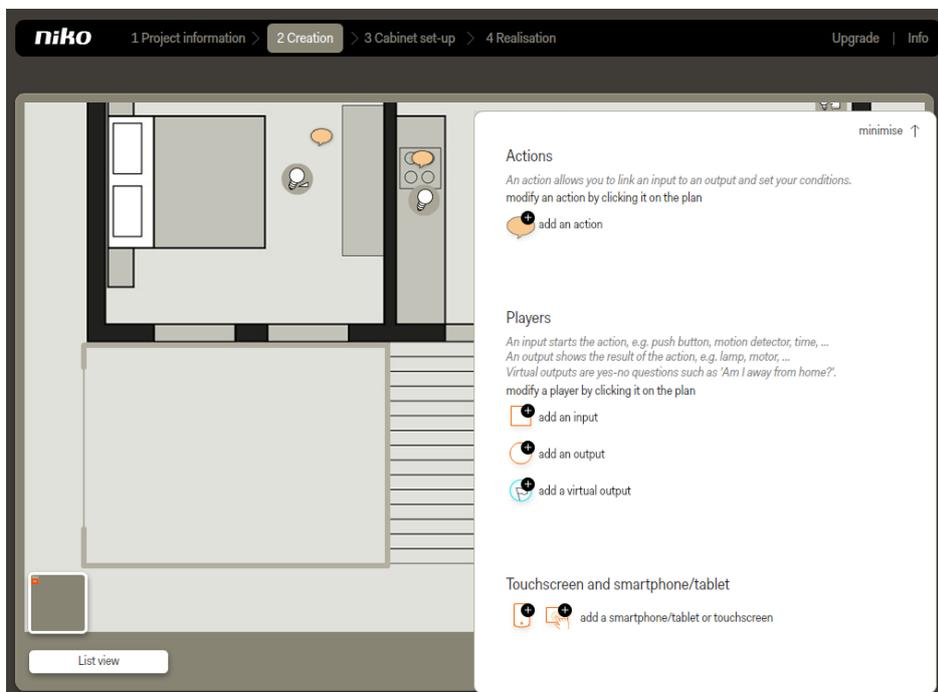 niko
1 Project information
2 Creation
3 Cabinet set-up
4 Realisation
Upgrade | Info
minimise
Actions
An action allows you to link an input to an output and set your conditions.
modify an action by clicking it on the plan
add an action
Players
An input starts the action, e.g. push button, motion detector, time, ...
An output shows the result of the action, e.g. lamp, motor, ...
Virtual outputs are yes-no questions such as 'Am I away from home?'.
modify a player by clicking it on the plan
add an input
add an output
add a virtual output
Touchscreen and smartphone/tablet
add a smartphone/tablet or touchscreen
List view